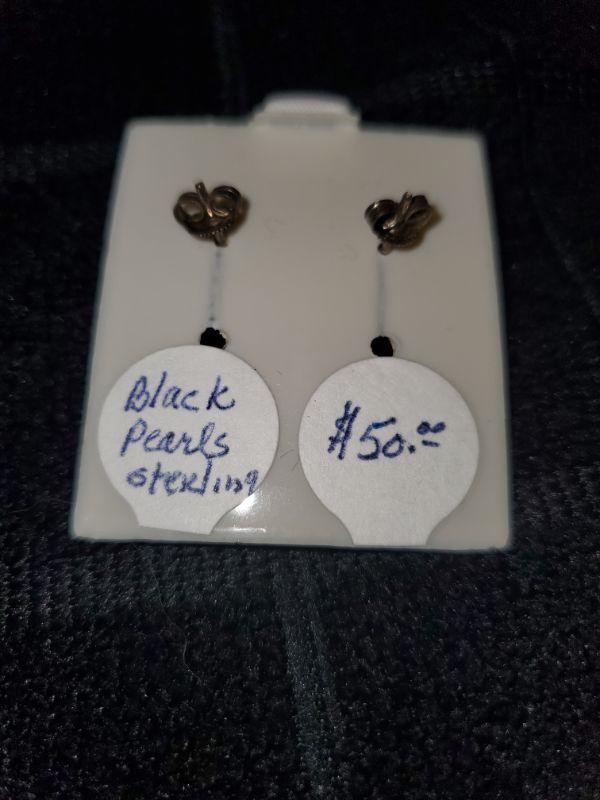 Black
Pearls
sterling
$50.00